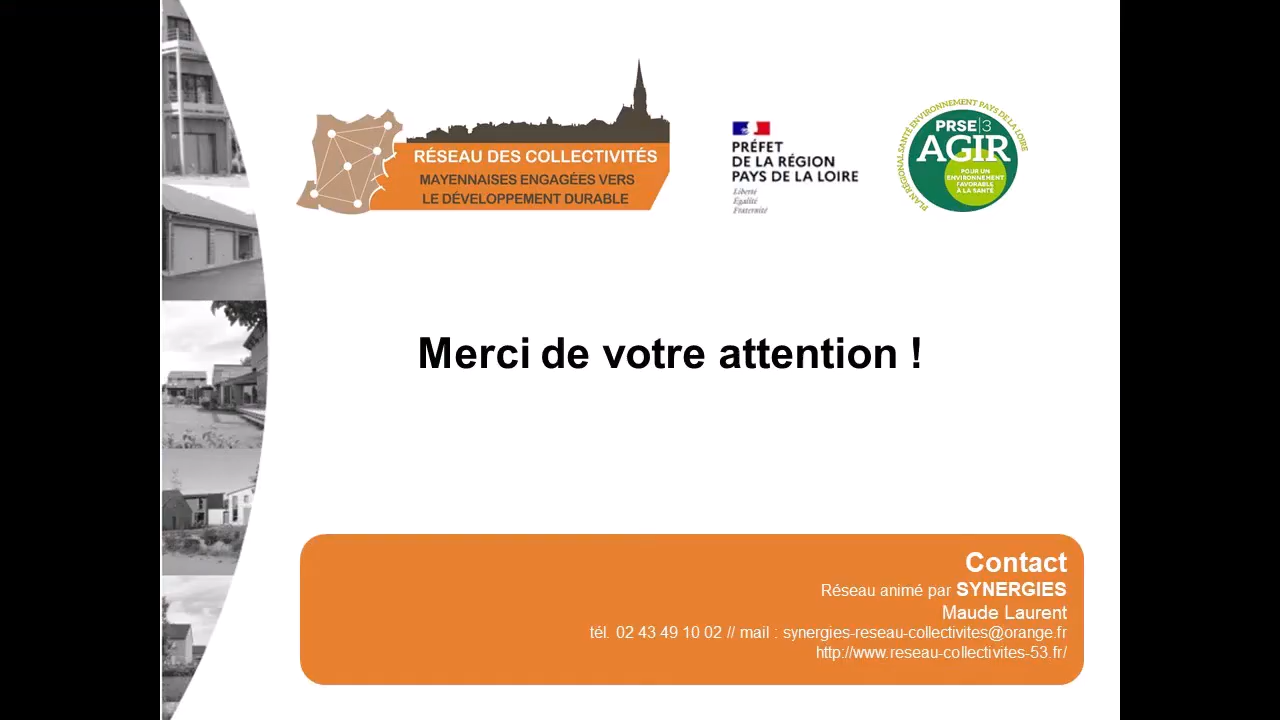 RÉSEAU DES COLLECTIVITÉS
MAYENNAISES ENGAGÉES VERS
LE DÉVELOPPEMENT DURABLE
PRÉFET
DE LA RÉGION
PAYS DE LA LOIRE
Liberté
Égalité
Fraternité
PLAN RÉGIONAL SANTÉ ENVIRONNEMENT PAYS DE LA LOIRE
PRSE|3
AGIR
POUR UN
ENVIRONNEMENT
FAVORABLE
À LA SANTÉ
Merci de votre attention !
Contact
Réseau animé par SYNERGIES
Maude Laurent
tél. 02 43 49 10 02 // mail : synergies-reseau-collectivites@orange.fr
http://www.reseau-collectivites-53.fr/